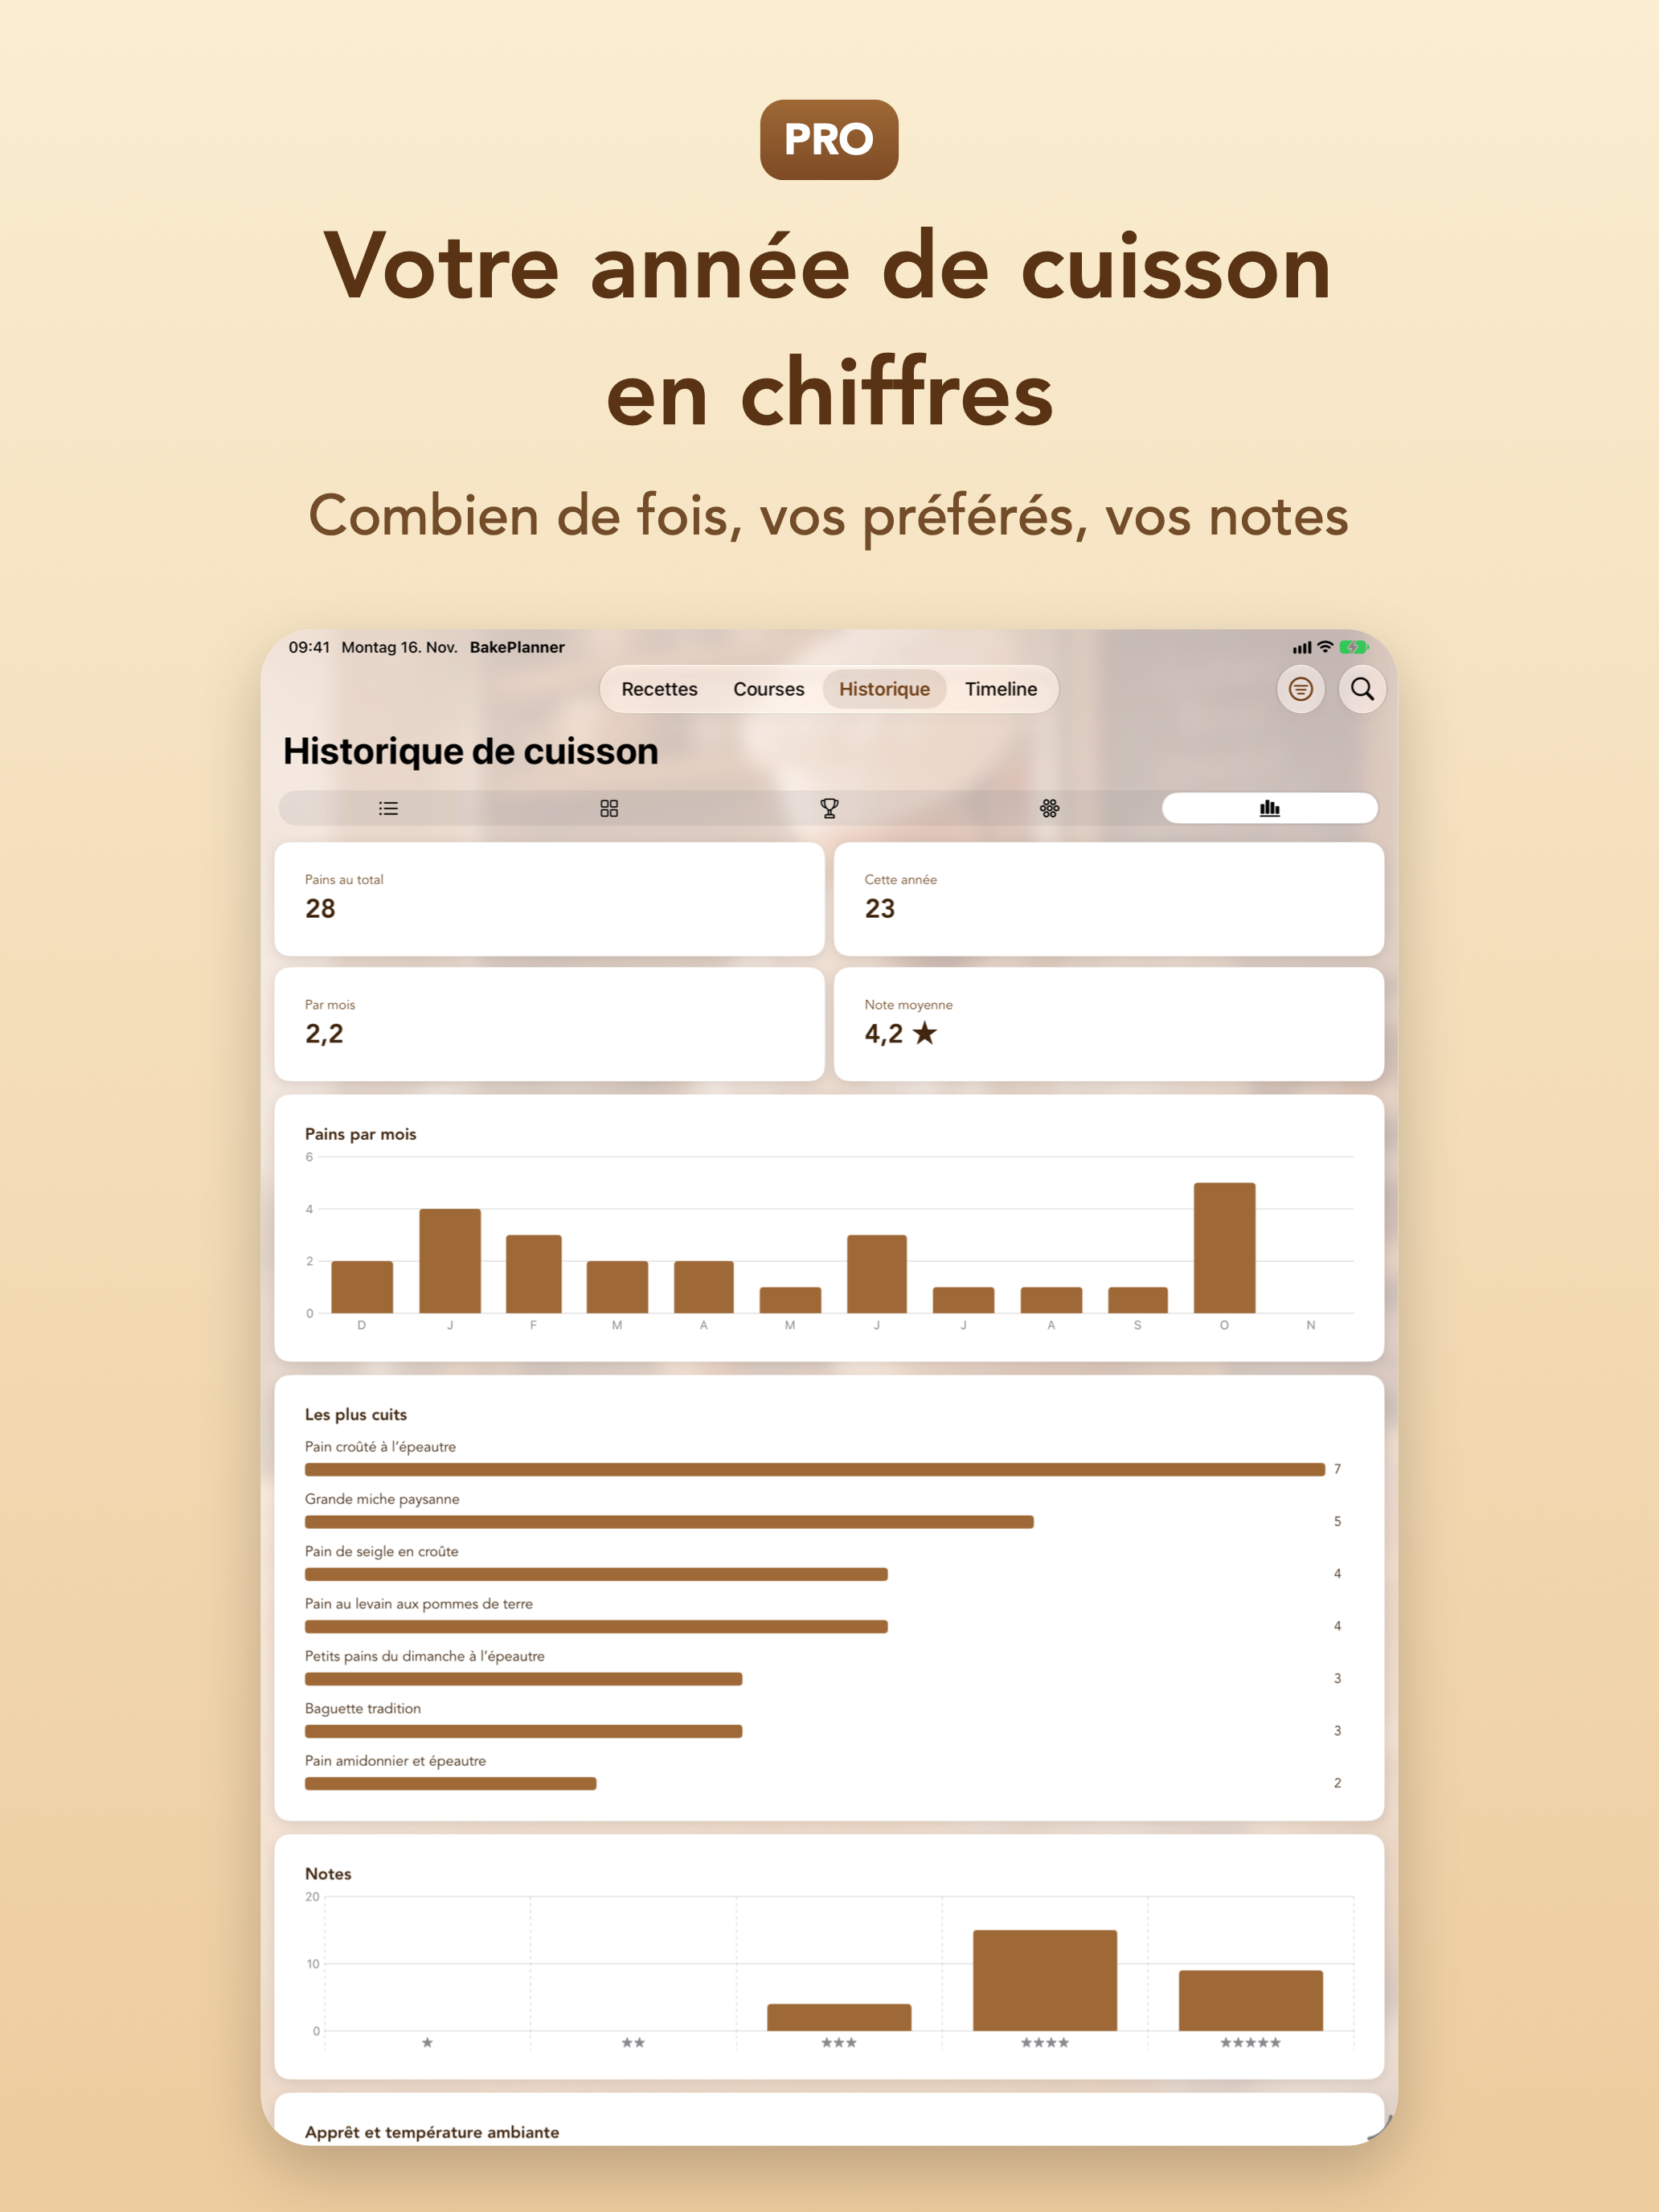 PRO
Votre année de cuisson
en chiffres
Combien de fois, vos préférés, vos notes
09:41 Montag 16. Nov. BakePlanner
Recettes Courses Historique Timeline
Historique de cuisson
Pains au total
28
Cette année
23
Par mois
2,2
Note moyenne
4,2 ★
Pains par mois
6
4
2
0
D J F M A M J J A S O N
Les plus cuits
Pain croûté à l’épeautre
7
Grande miche paysanne
5
Pain de seigle en croûte
4
Pain au levain aux pommes de terre
4
Petits pains du dimanche à l’épeautre
3
Baguette tradition
3
Pain amidonnier et épeautre
2
Notes
20
10
0
★ ★★ ★★★ ★★★★ ★★★★★
Apprêt et température ambiante